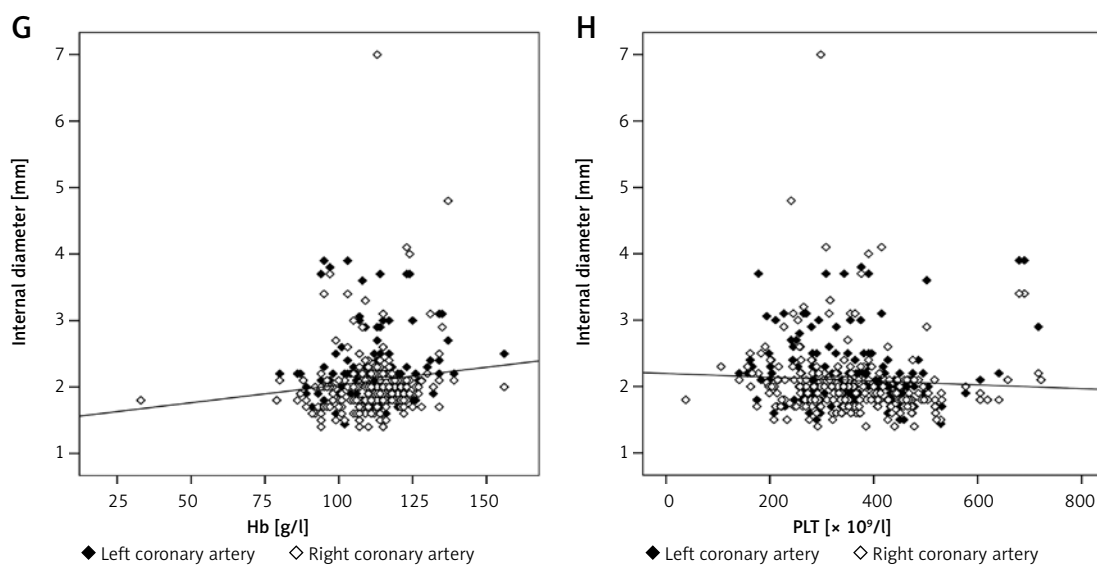 G
7
6
5
4
3
2
1
Internal diameter [mm]
25 50 75 100 125 150
Hb [g/l]
◆ Left coronary artery ◇ Right coronary artery
H
7
6
5
4
3
2
1
Internal diameter [mm]
0 200 400 600 800
PLT [× 10⁹/l]
◆ Left coronary artery ◇ Right coronary artery